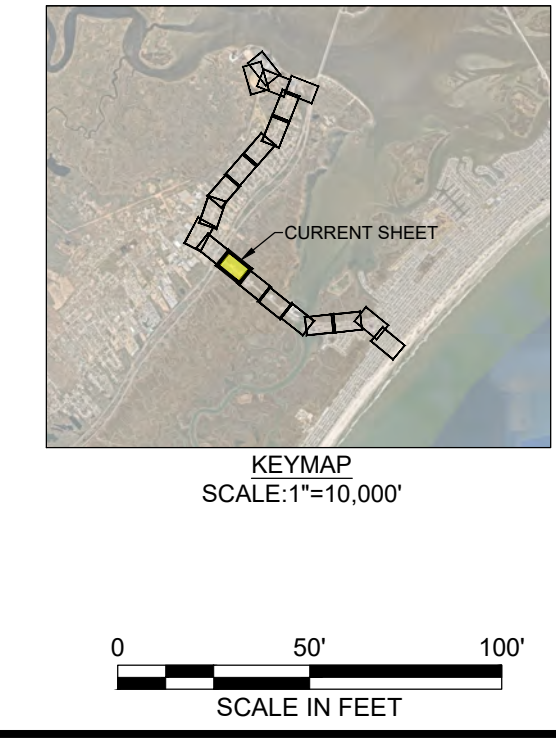 CURRENT SHEET
KEYMAP
SCALE:1"=10,000'
0 50' 100'
SCALE IN FEET